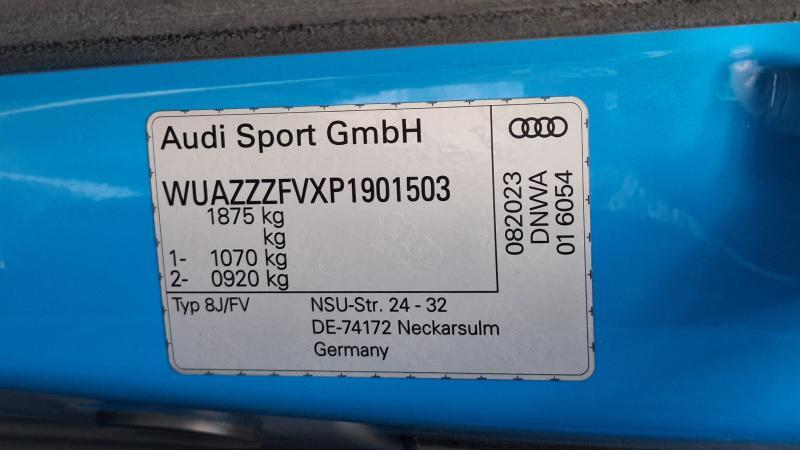 Audi Sport GmbH
WUAZZZFVXP1901503
1875 kg
kg
1- 1070 kg
2- 0920 kg
Typ 8J/FV
NSU-Str. 24 - 32
DE-74172 Neckarsulm
Germany
082023
DNWA
01 6054